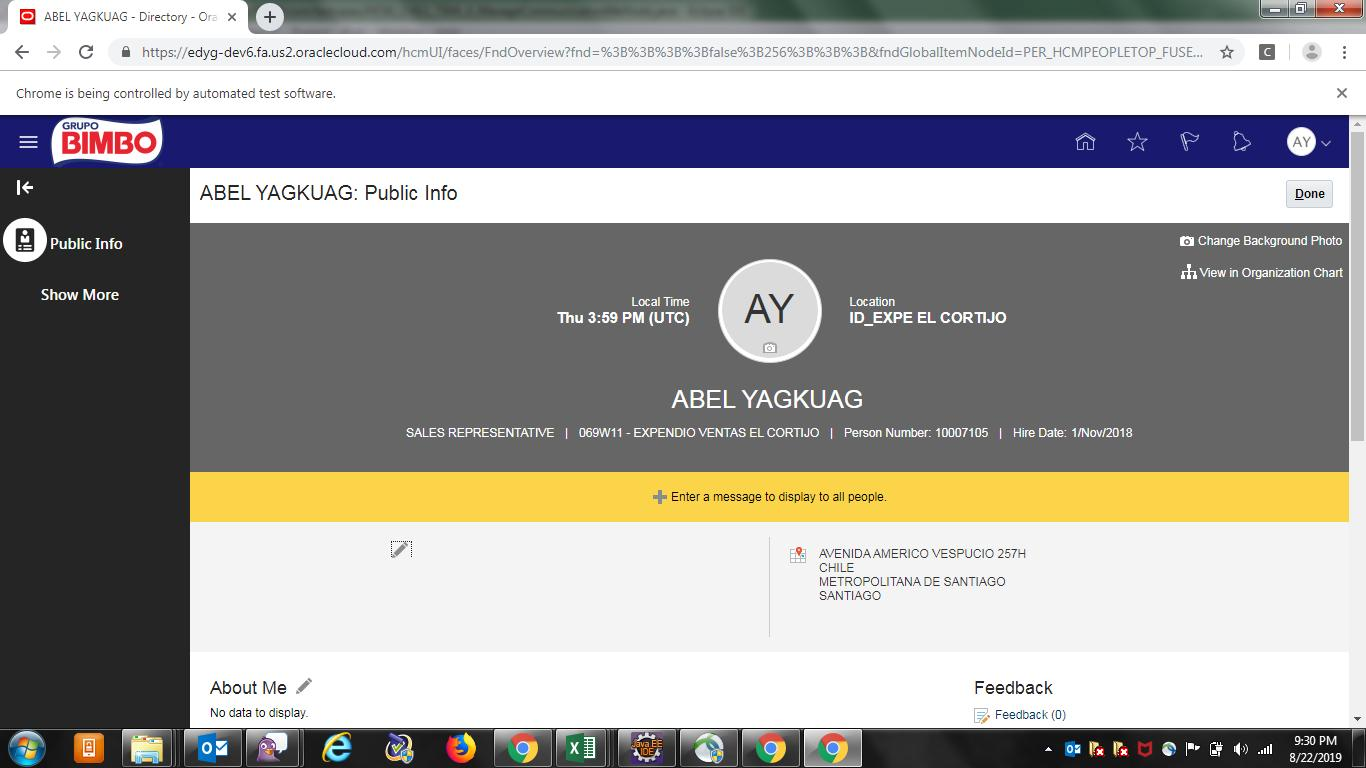 ABEL YAGKUAG - Directory - Ora
https://edyg-dev6.fa.us2.oraclecloud.com/hcmUI/faces/FndOverview?fnd=%3B%3B%3B%3Bfalse%3B256%3B%3B%3B&fndGlobalItemNodeId=PER_HCMPEOPLETOP_FUSE...
C
Chrome is being controlled by automated test software.
GRUPO
BIMBO
AY
ABEL YAGKUAG: Public Info
Done
Public Info
Show More
Change Background Photo
View in Organization Chart
Local Time
Thu 3:59 PM (UTC)
AY
Location
ID_EXPE EL CORTIJO
ABEL YAGKUAG
SALES REPRESENTATIVE | 069W11 - EXPENDIO VENTAS EL CORTIJO | Person Number: 10007105 | Hire Date: 1/Nov/2018
Enter a message to display to all people.
AVENIDA AMERICO VESPUCIO 257H
CHILE
METROPOLITANA DE SANTIAGO
SANTIAGO
About Me
No data to display.
Feedback
Feedback (0)
Java EE
IDE
9:30 PM
8/22/2019